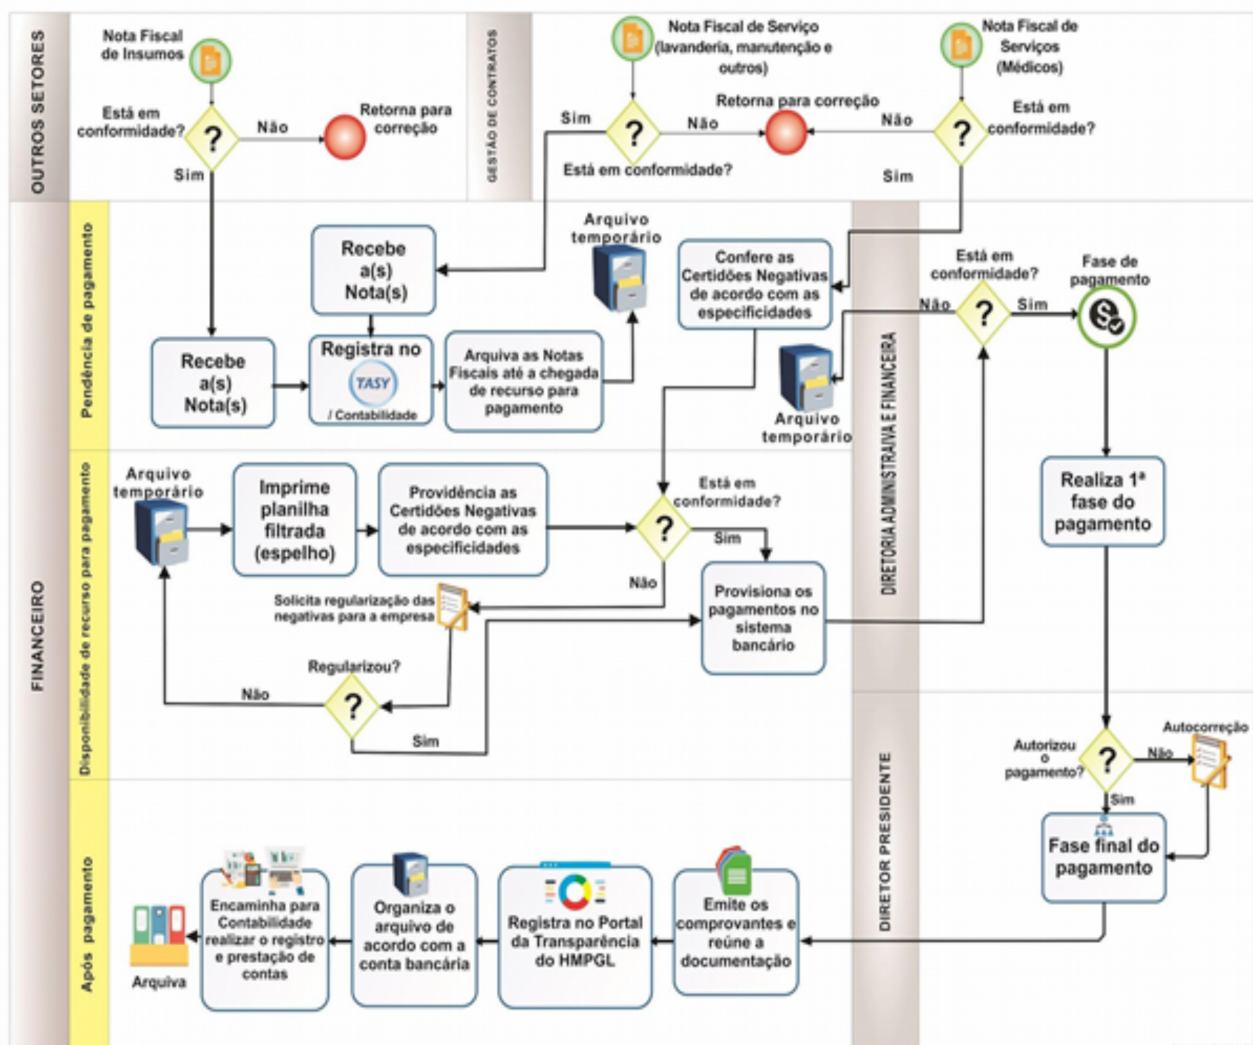 OUTROS SETORES
Nota Fiscal
de Insumos
Está em
conformidade?
?
Não
Retorna para
correção
Sim
GESTÃO DE CONTRATOS
Nota Fiscal de Serviço
(lavanderia, manutenção e
outros)
Sim
?
Não
Está em conformidade?
Retorna para correção
Nota Fiscal de
Serviços
(Médicos)
Não
?
Está em
conformidade?
Sim
FINANCEIRO
Pendência de pagamento
Recebe
a(s)
Nota(s)
Recebe
a(s)
Nota(s)
Registra no
TASY
/ Contabilidade
Arquiva as Notas
Fiscais até a chegada
de recurso para
pagamento
Arquivo
temporário
Confere as
Certidões Negativas
de acordo com as
especificidades
Arquivo
temporário
DIRETORIA ADMINISTRAIVA E FINANCEIRA
Está em
conformidade?
Não
?
Sim
Fase de
pagamento
Realiza 1ª
fase do
pagamento
Disponibilidade de recurso para pagamento
Arquivo
temporário
Imprime
planilha
filtrada
(espelho)
Providência as
Certidões Negativas
de acordo com as
especificidades
Está em
conformidade?
?
Sim
Não
Provisiona os
pagamentos no
sistema
bancário
Solicita regularização das
negativas para a empresa
Regularizou?
Não
?
Sim
DIRETOR PRESIDENTE
Autorizou
o
pagamento?
?
Não
Autocorreção
Sim
Fase final do
pagamento
Após pagamento
Emite os
comprovantes e
reúne a
documentação
Registra no Portal
da Transparência
do HMPGL
Organiza o
arquivo de
acordo com a
conta bancária
Encaminha para
Contabilidade
realizar o registro
e prestação de
contas
Arquiva